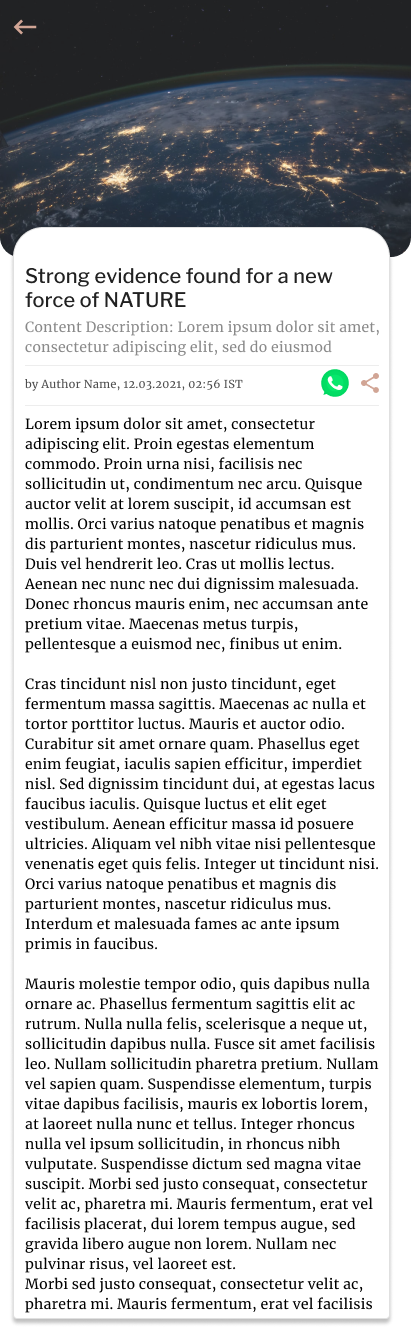 Strong evidence found for a new
force of NATURE
Content Description: Lorem ipsum dolor sit amet,
consectetur adipiscing elit, sed do eiusmod
by Author Name, 12.03.2021, 02:56 IST
Lorem ipsum dolor sit amet, consectetur
adipiscing elit. Proin egestas elementum
commodo. Proin urna nisi, facilisis nec
sollicitudin ut, condimentum nec arcu. Quisque
auctor velit at lorem suscipit, id accumsan est
mollis. Orci varius natoque penatibus et magnis
dis parturient montes, nascetur ridiculus mus.
Duis vel hendrerit leo. Cras ut mollis lectus.
Aenean nec nunc nec dui dignissim malesuada.
Donec rhoncus mauris enim, nec accumsan ante
pretium vitae. Maecenas metus turpis,
pellentesque a euismod nec, finibus ut enim.
Cras tincidunt nisl non justo tincidunt, eget
fermentum massa sagittis. Maecenas ac nulla et
tortor porttitor luctus. Mauris et auctor odio.
Curabitur sit amet ornare quam. Phasellus eget
enim feugiat, iaculis sapien efficitur, imperdiet
nisl. Sed dignissim tincidunt dui, at egestas lacus
faucibus iaculis. Quisque luctus et elit eget
vestibulum. Aenean efficitur massa id posuere
ultricies. Aliquam vel nibh vitae nisi pellentesque
venenatis eget quis felis. Integer ut tincidunt nisi.
Orci varius natoque penatibus et magnis dis
parturient montes, nascetur ridiculus mus.
Interdum et malesuada fames ac ante ipsum
primis in faucibus.
Mauris molestie tempor odio, quis dapibus nulla
ornare ac. Phasellus fermentum sagittis elit ac
rutrum. Nulla nulla felis, scelerisque a neque ut,
sollicitudin dapibus nulla. Fusce sit amet facilisis
leo. Nullam sollicitudin pharetra pretium. Nullam
vel sapien quam. Suspendisse elementum, turpis
vitae dapibus facilisis, mauris ex lobortis lorem,
at laoreet nulla nunc et tellus. Integer rhoncus
nulla vel ipsum sollicitudin, in rhoncus nibh
vulputate. Suspendisse dictum sed magna vitae
suscipit. Morbi sed justo consequat, consectetur
velit ac, pharetra mi. Mauris fermentum, erat vel
facilisis placerat, dui lorem tempus augue, sed
gravida libero augue non lorem. Nullam nec
pulvinar risus, vel laoreet est.
Morbi sed justo consequat, consectetur velit ac,
pharetra mi. Mauris fermentum, erat vel facilisis